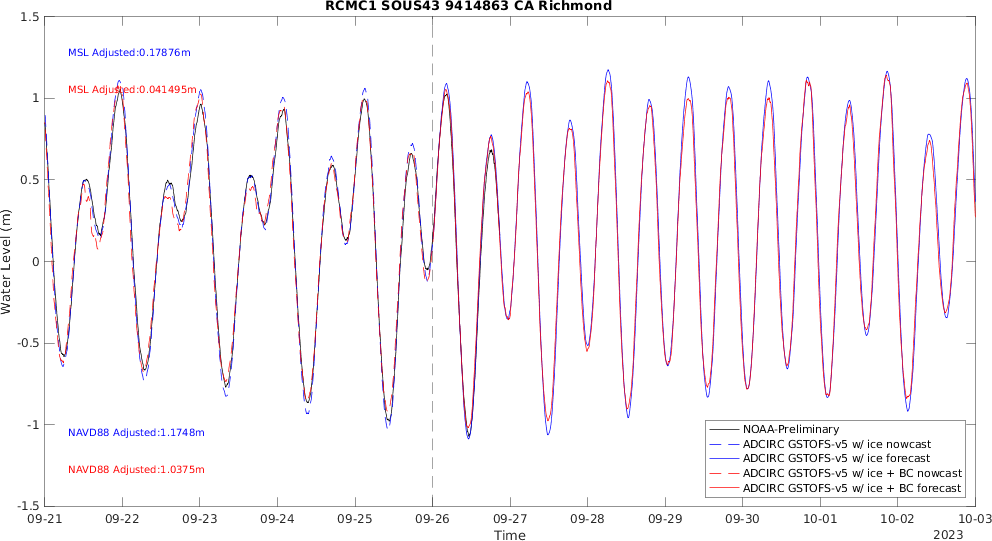 RCMC1 SOUS43 9414863 CA Richmond
MSL Adjusted:0.17876m
MSL Adjusted:0.041495m
NAVD88 Adjusted:1.1748m
NAVD88 Adjusted:1.0375m
Water Level (m)
1.5
1
0.5
0
-0.5
-1
-1.5
NOAA-Preliminary
ADCIRC GSTOFS-v5 w/ ice nowcast
ADCIRC GSTOFS-v5 w/ ice forecast
ADCIRC GSTOFS-v5 w/ ice + BC nowcast
ADCIRC GSTOFS-v5 w/ ice + BC forecast
09-21 09-22 09-23 09-24 09-25 09-26 09-27 09-28 09-29 09-30 10-01 10-02 10-03
Time
2023